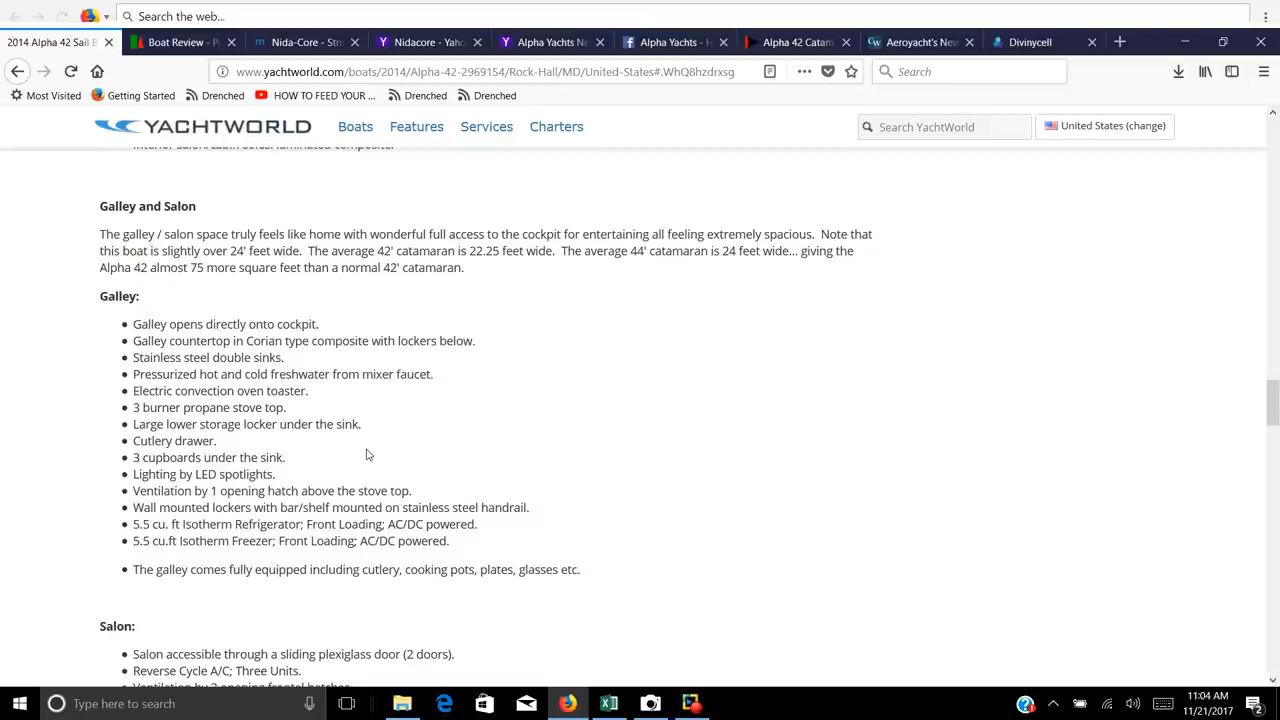 Search the web...
2014 Alpha 42 Sail B
Boat Review - P
Nida-Core - Str
Nidacore - Yaho
Alpha Yachts Ne
Alpha Yachts - H
Alpha 42 Catam
Aeroyacht's New
Divinycell
www.yachtworld.com/boats/2014/Alpha-42-2969154/Rock-Hall/MD/United-States#.WhQ8hzdrxsg
Search
Most Visited
Getting Started
Drenched
HOW TO FEED YOUR ...
Drenched
Drenched
YACHTWORLD
Boats
Features
Services
Charters
Search YachtWorld
United States (change)
Galley and Salon
The galley / salon space truly feels like home with wonderful full access to the cockpit for entertaining all feeling extremely spacious. Note that
this boat is slightly over 24' feet wide. The average 42' catamaran is 22.25 feet wide. The average 44' catamaran is 24 feet wide... giving the
Alpha 42 almost 75 more square feet than a normal 42' catamaran.
Galley:
Galley opens directly onto cockpit.
Galley countertop in Corian type composite with lockers below.
Stainless steel double sinks.
Pressurized hot and cold freshwater from mixer faucet.
Electric convection oven toaster.
3 burner propane stove top.
Large lower storage locker under the sink.
Cutlery drawer.
3 cupboards under the sink.
Lighting by LED spotlights.
Ventilation by 1 opening hatch above the stove top.
Wall mounted lockers with bar/shelf mounted on stainless steel handrail.
5.5 cu. ft Isotherm Refrigerator; Front Loading; AC/DC powered.
5.5 cu.ft Isotherm Freezer; Front Loading; AC/DC powered.
The galley comes fully equipped including cutlery, cooking pots, plates, glasses etc.
Salon:
Salon accessible through a sliding plexiglass door (2 doors).
Reverse Cycle A/C; Three Units.
Type here to search
11:04 AM
11/21/2017
2